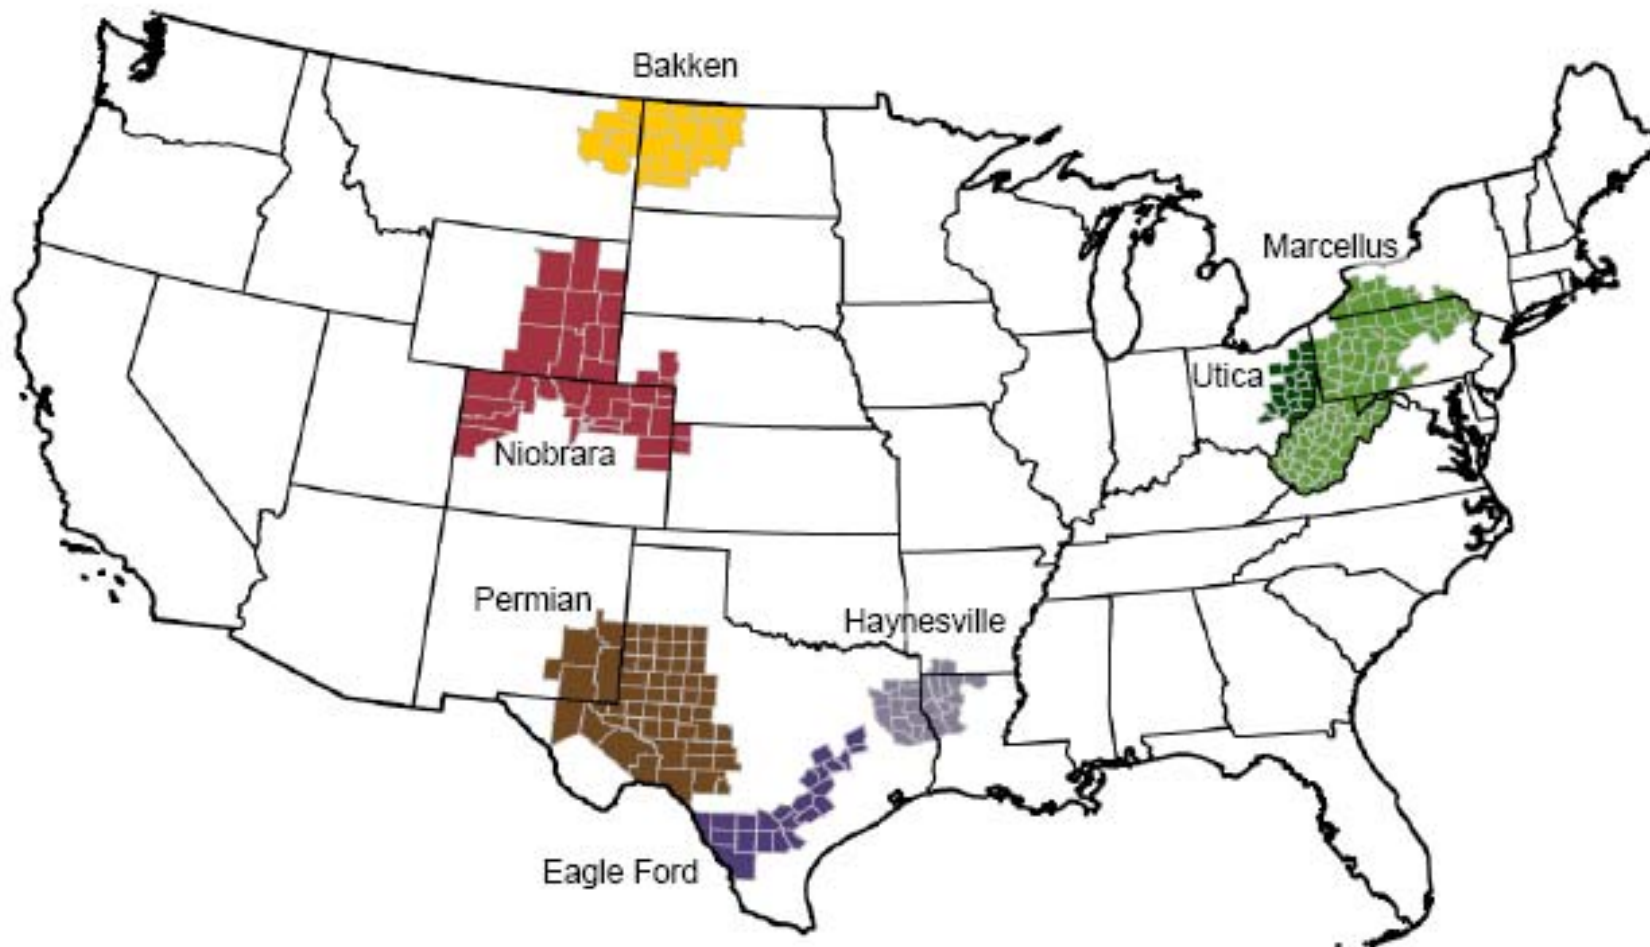 Bakken
Marcellus
Utica
Niobrara
Permian
Haynesville
Eagle Ford